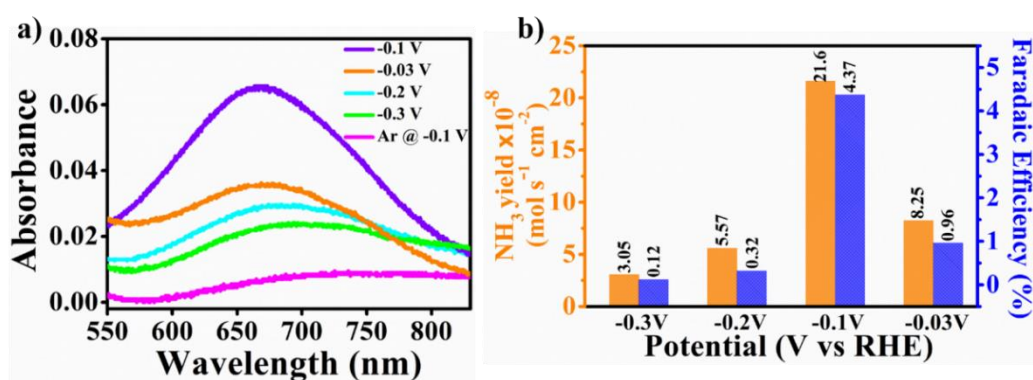 a)
0.08
0.06
0.04
0.02
0.00
Absorbance
-0.1 V
-0.03 V
-0.2 V
-0.3 V
Ar @ -0.1 V
550 600 650 700 750 800
Wavelength (nm)
b)
25
20
15
10
5
0
NH3 yield x10^-8
(mol s^-1 cm^-2)
3.05 0.12 5.57 0.32 21.6 4.37 8.25 0.96
5
4
3
2
1
0
Faradaic Efficiency (%)
-0.3V -0.2V -0.1V -0.03V
Potential (V vs RHE)